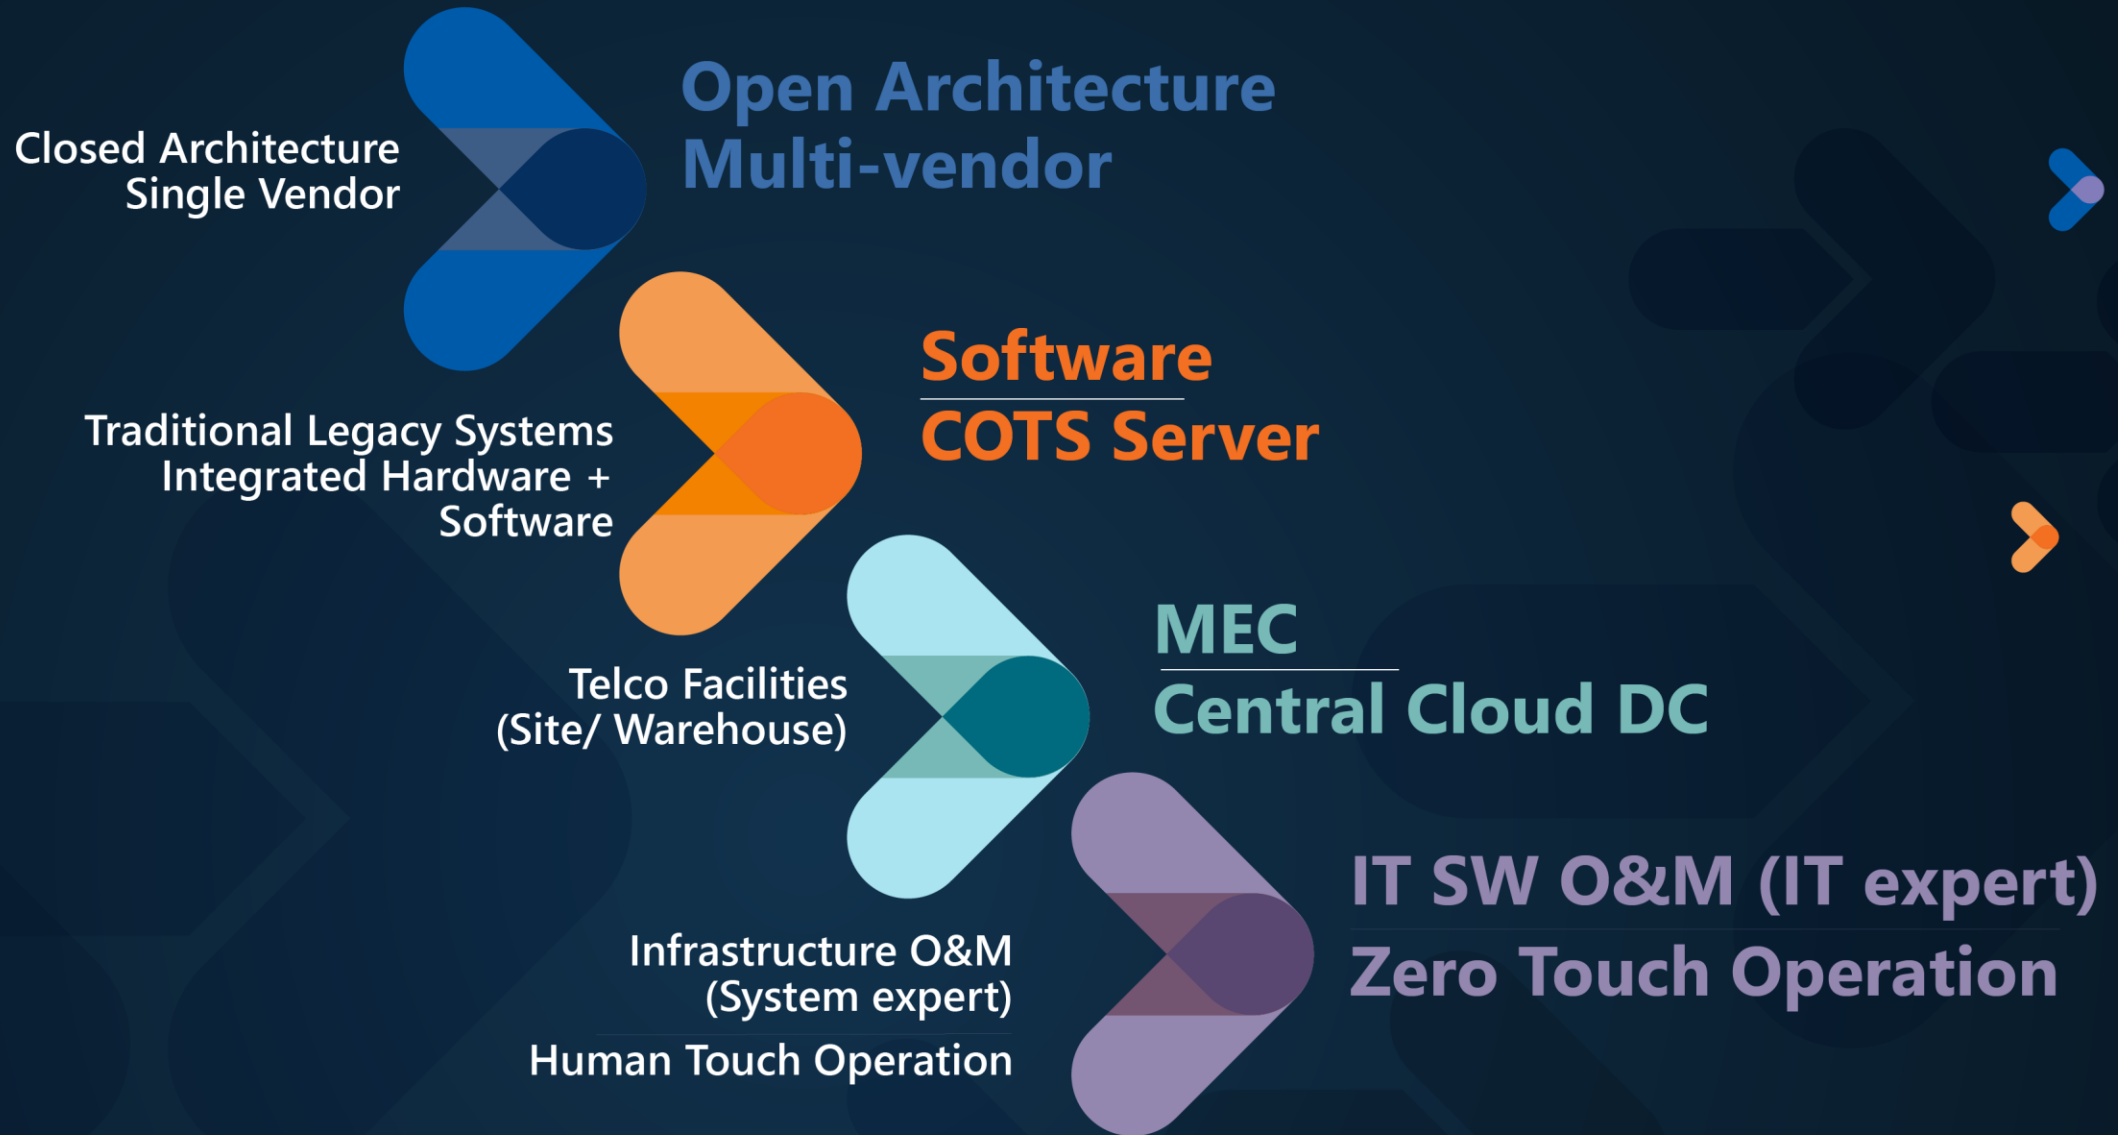 Closed Architecture
Single Vendor
Open Architecture
Multi-vendor
Traditional Legacy Systems
Integrated Hardware +
Software
Software
COTS Server
Telco Facilities
(Site/ Warehouse)
MEC
Central Cloud DC
Infrastructure O&M
(System expert)
Human Touch Operation
IT SW O&M (IT expert)
Zero Touch Operation